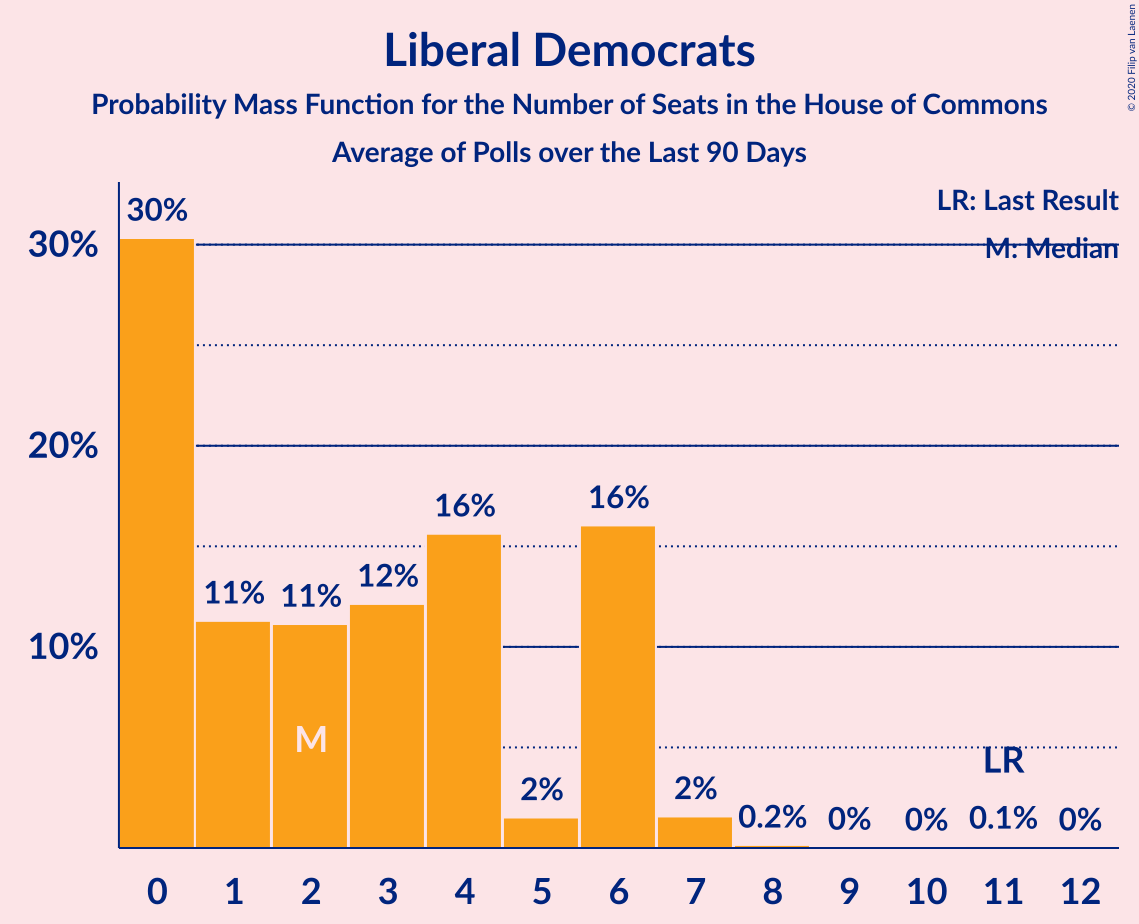 Liberal Democrats
Probability Mass Function for the Number of Seats in the House of Commons
Average of Polls over the Last 90 Days
© 2020 Filip van Laenen
LR: Last Result
M: Median
30%
20%
10%
30%
11%
11%
12%
16%
2%
16%
2%
0.2%
0%
0%
0.1%
0%
M
LR
0 1 2 3 4 5 6 7 8 9 10 11 12